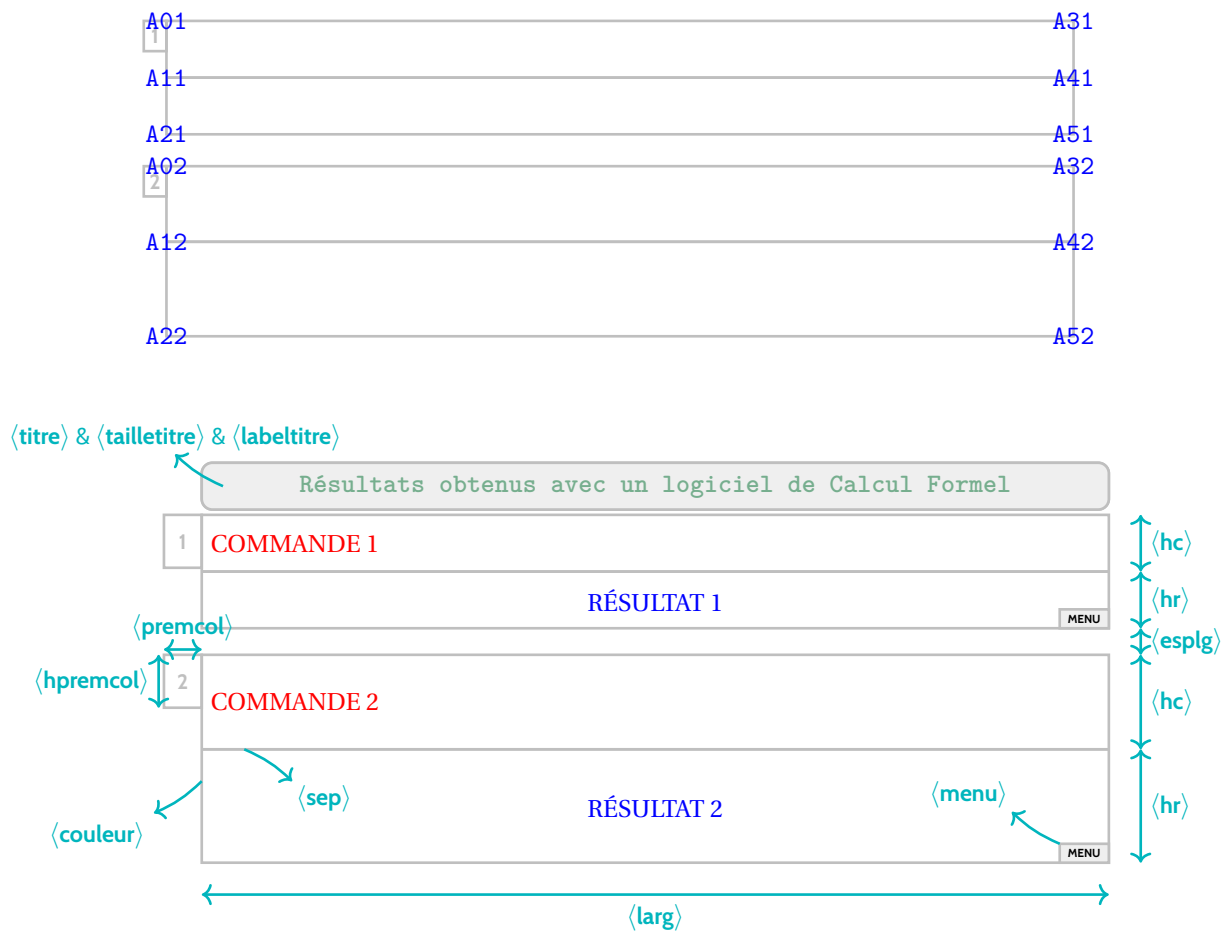 A01 A31
1
A11 A41
A21 A51
A02 A32
2
A12 A42
A22 A52
⟨titre⟩ & ⟨tailletitre⟩ & ⟨labeltitre⟩
Résultats obtenus avec un logiciel de Calcul Formel
1 COMMANDE 1 ⟨hc⟩
RÉSULTAT 1 ⟨hr⟩
MENU
⟨premcol⟩ ⟨esplg⟩
⟨hpremcol⟩ 2 COMMANDE 2 ⟨hc⟩
⟨sep⟩ ⟨menu⟩
RÉSULTAT 2 ⟨hr⟩
⟨couleur⟩
MENU
⟨larg⟩